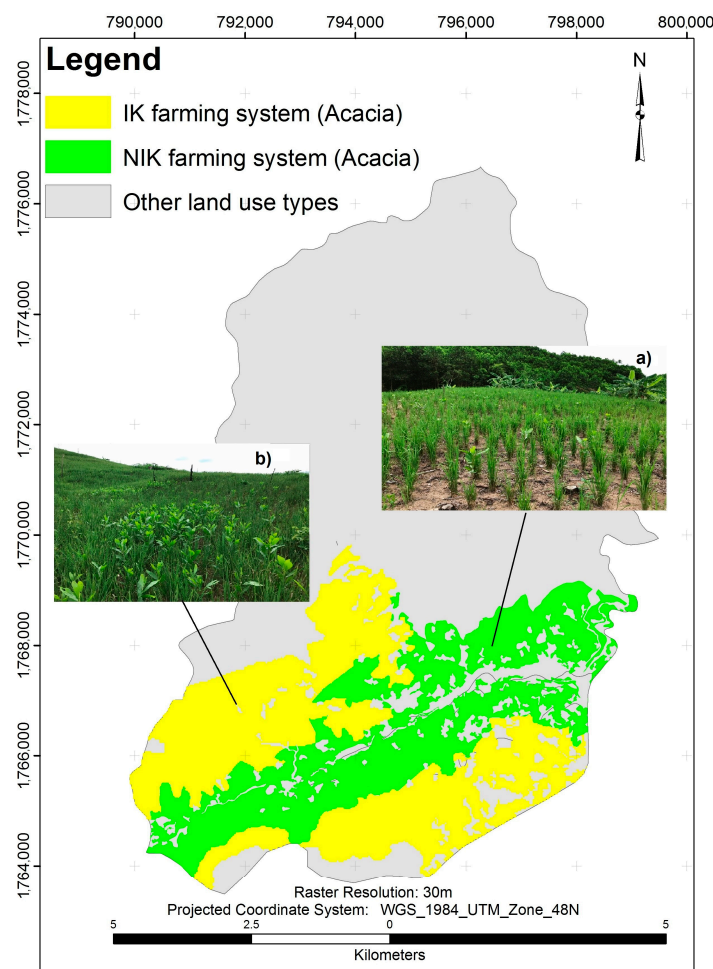 790,000 792,000 794,000 796,000 798,000 800,000
Legend
N
IK farming system (Acacia)
NIK farming system (Acacia)
Other land use types
1,778,000
1,776,000
1,774,000
1,772,000
1,770,000
1,768,000
1,766,000
1,764,000
a)
b)
Raster Resolution: 30m
Projected Coordinate System: WGS_1984_UTM_Zone_48N
5 2.5 0 5
Kilometers